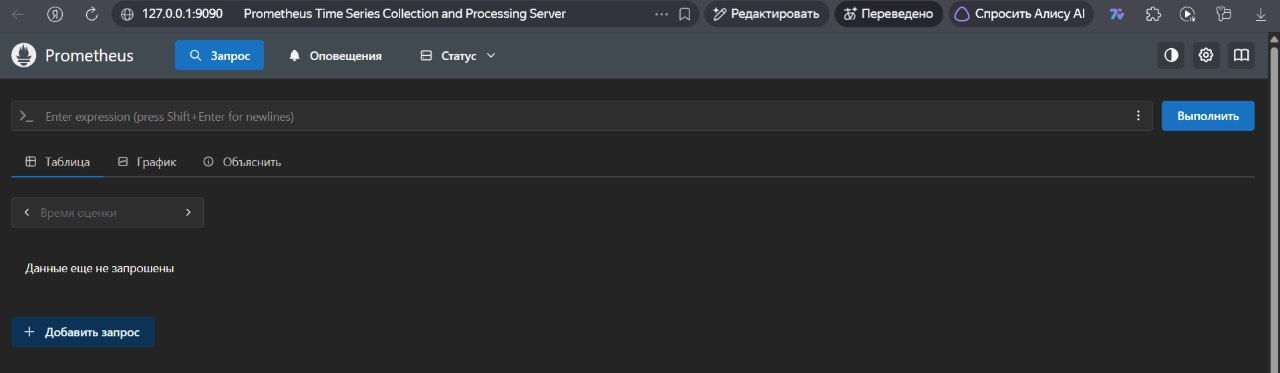 127.0.0.1:9090 Prometheus Time Series Collection and Processing Server ··· Редактировать Переведено Спросить Алису AI
Prometheus Запрос Оповещения Статус
>_ Enter expression (press Shift+Enter for newlines) Выполнить
Таблица График Объяснить
Время оценки
Данные еще не запрошены
+ Добавить запрос